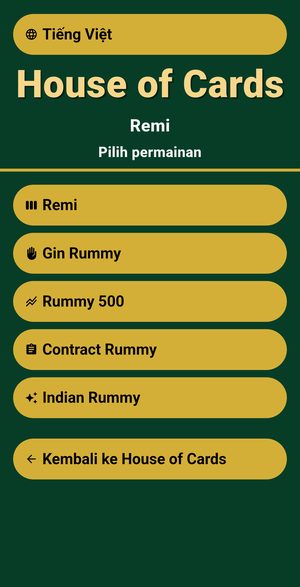 Tiếng Việt
House of Cards
Remi
Pilih permainan
Remi
Gin Rummy
Rummy 500
Contract Rummy
Indian Rummy
Kembali ke House of Cards